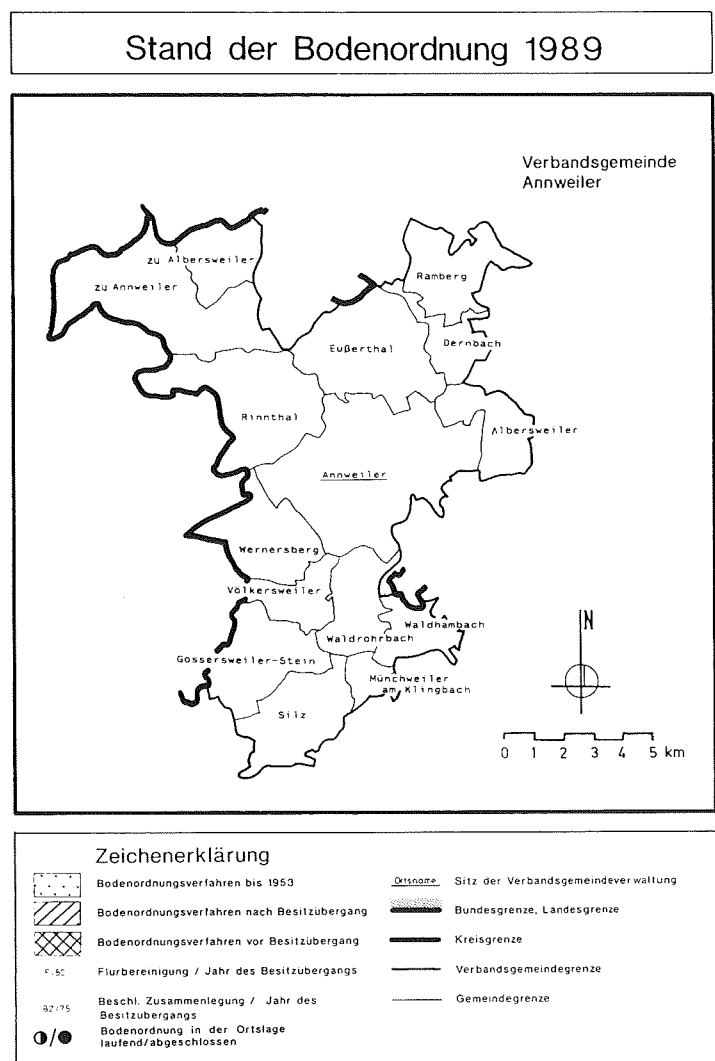 Stand der Bodenordnung 1989
Verbandsgemeinde
Annweiler
zu Albersweiler
Ramberg
zu Annweiler
Eußerthal
Dernbach
Rinnthal
Albersweiler
Annweiler
Wernersberg
Völkersweiler
Waldhambach
Waldrohrbach
Gossersweiler-Stein
Münchweiler
am Klingbach
Silz
N
0 1 2 3 4 5 km
Zeichenerklärung
Bodenordnungsverfahren bis 1953
Bodenordnungsverfahren nach Besitzübergang
Bodenordnungsverfahren vor Besitzübergang
Flurbereinigung / Jahr des Besitzübergangs
BZ/75 Beschl. Zusammenlegung / Jahr des
Besitzübergangs
Bodenordnung in der Ortslage
laufend/abgeschlossen
Ortsname Sitz der Verbandsgemeindeverwaltung
Bundesgrenze, Landesgrenze
Kreisgrenze
Verbandsgemeindegrenze
Gemeindegrenze